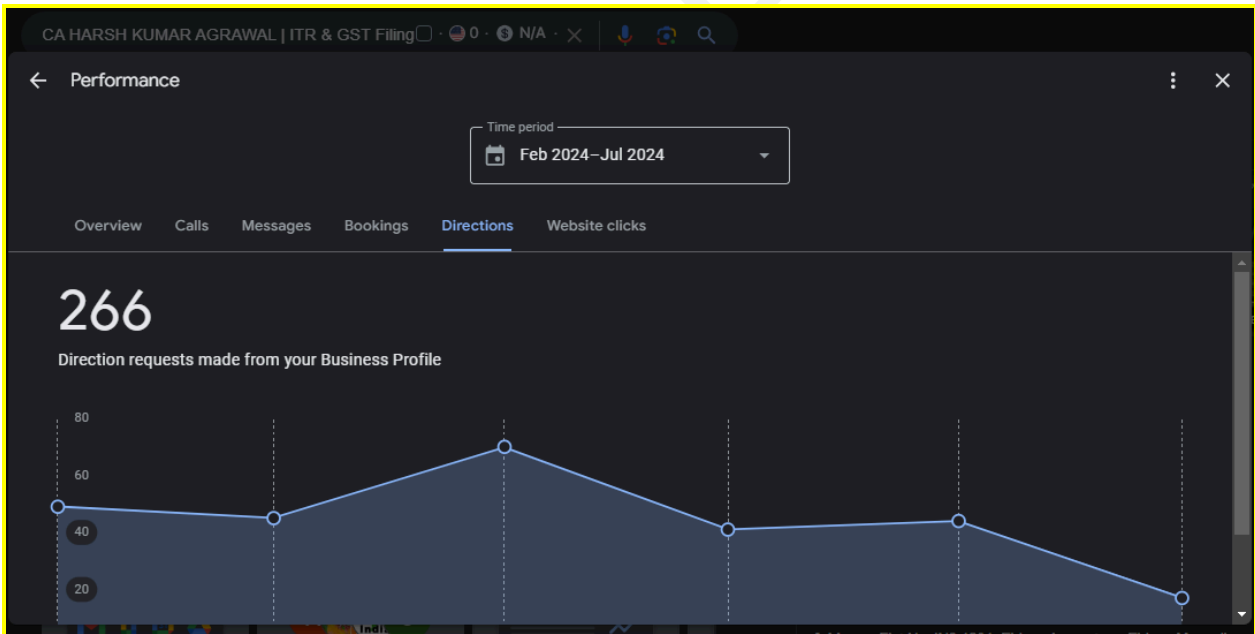 CA HARSH KUMAR AGRAWAL | ITR & GST Filing · 0 · N/A ·
Performance
Time period
Feb 2024–Jul 2024
Overview Calls Messages Bookings Directions Website clicks
266
Direction requests made from your Business Profile
80
60
40
20